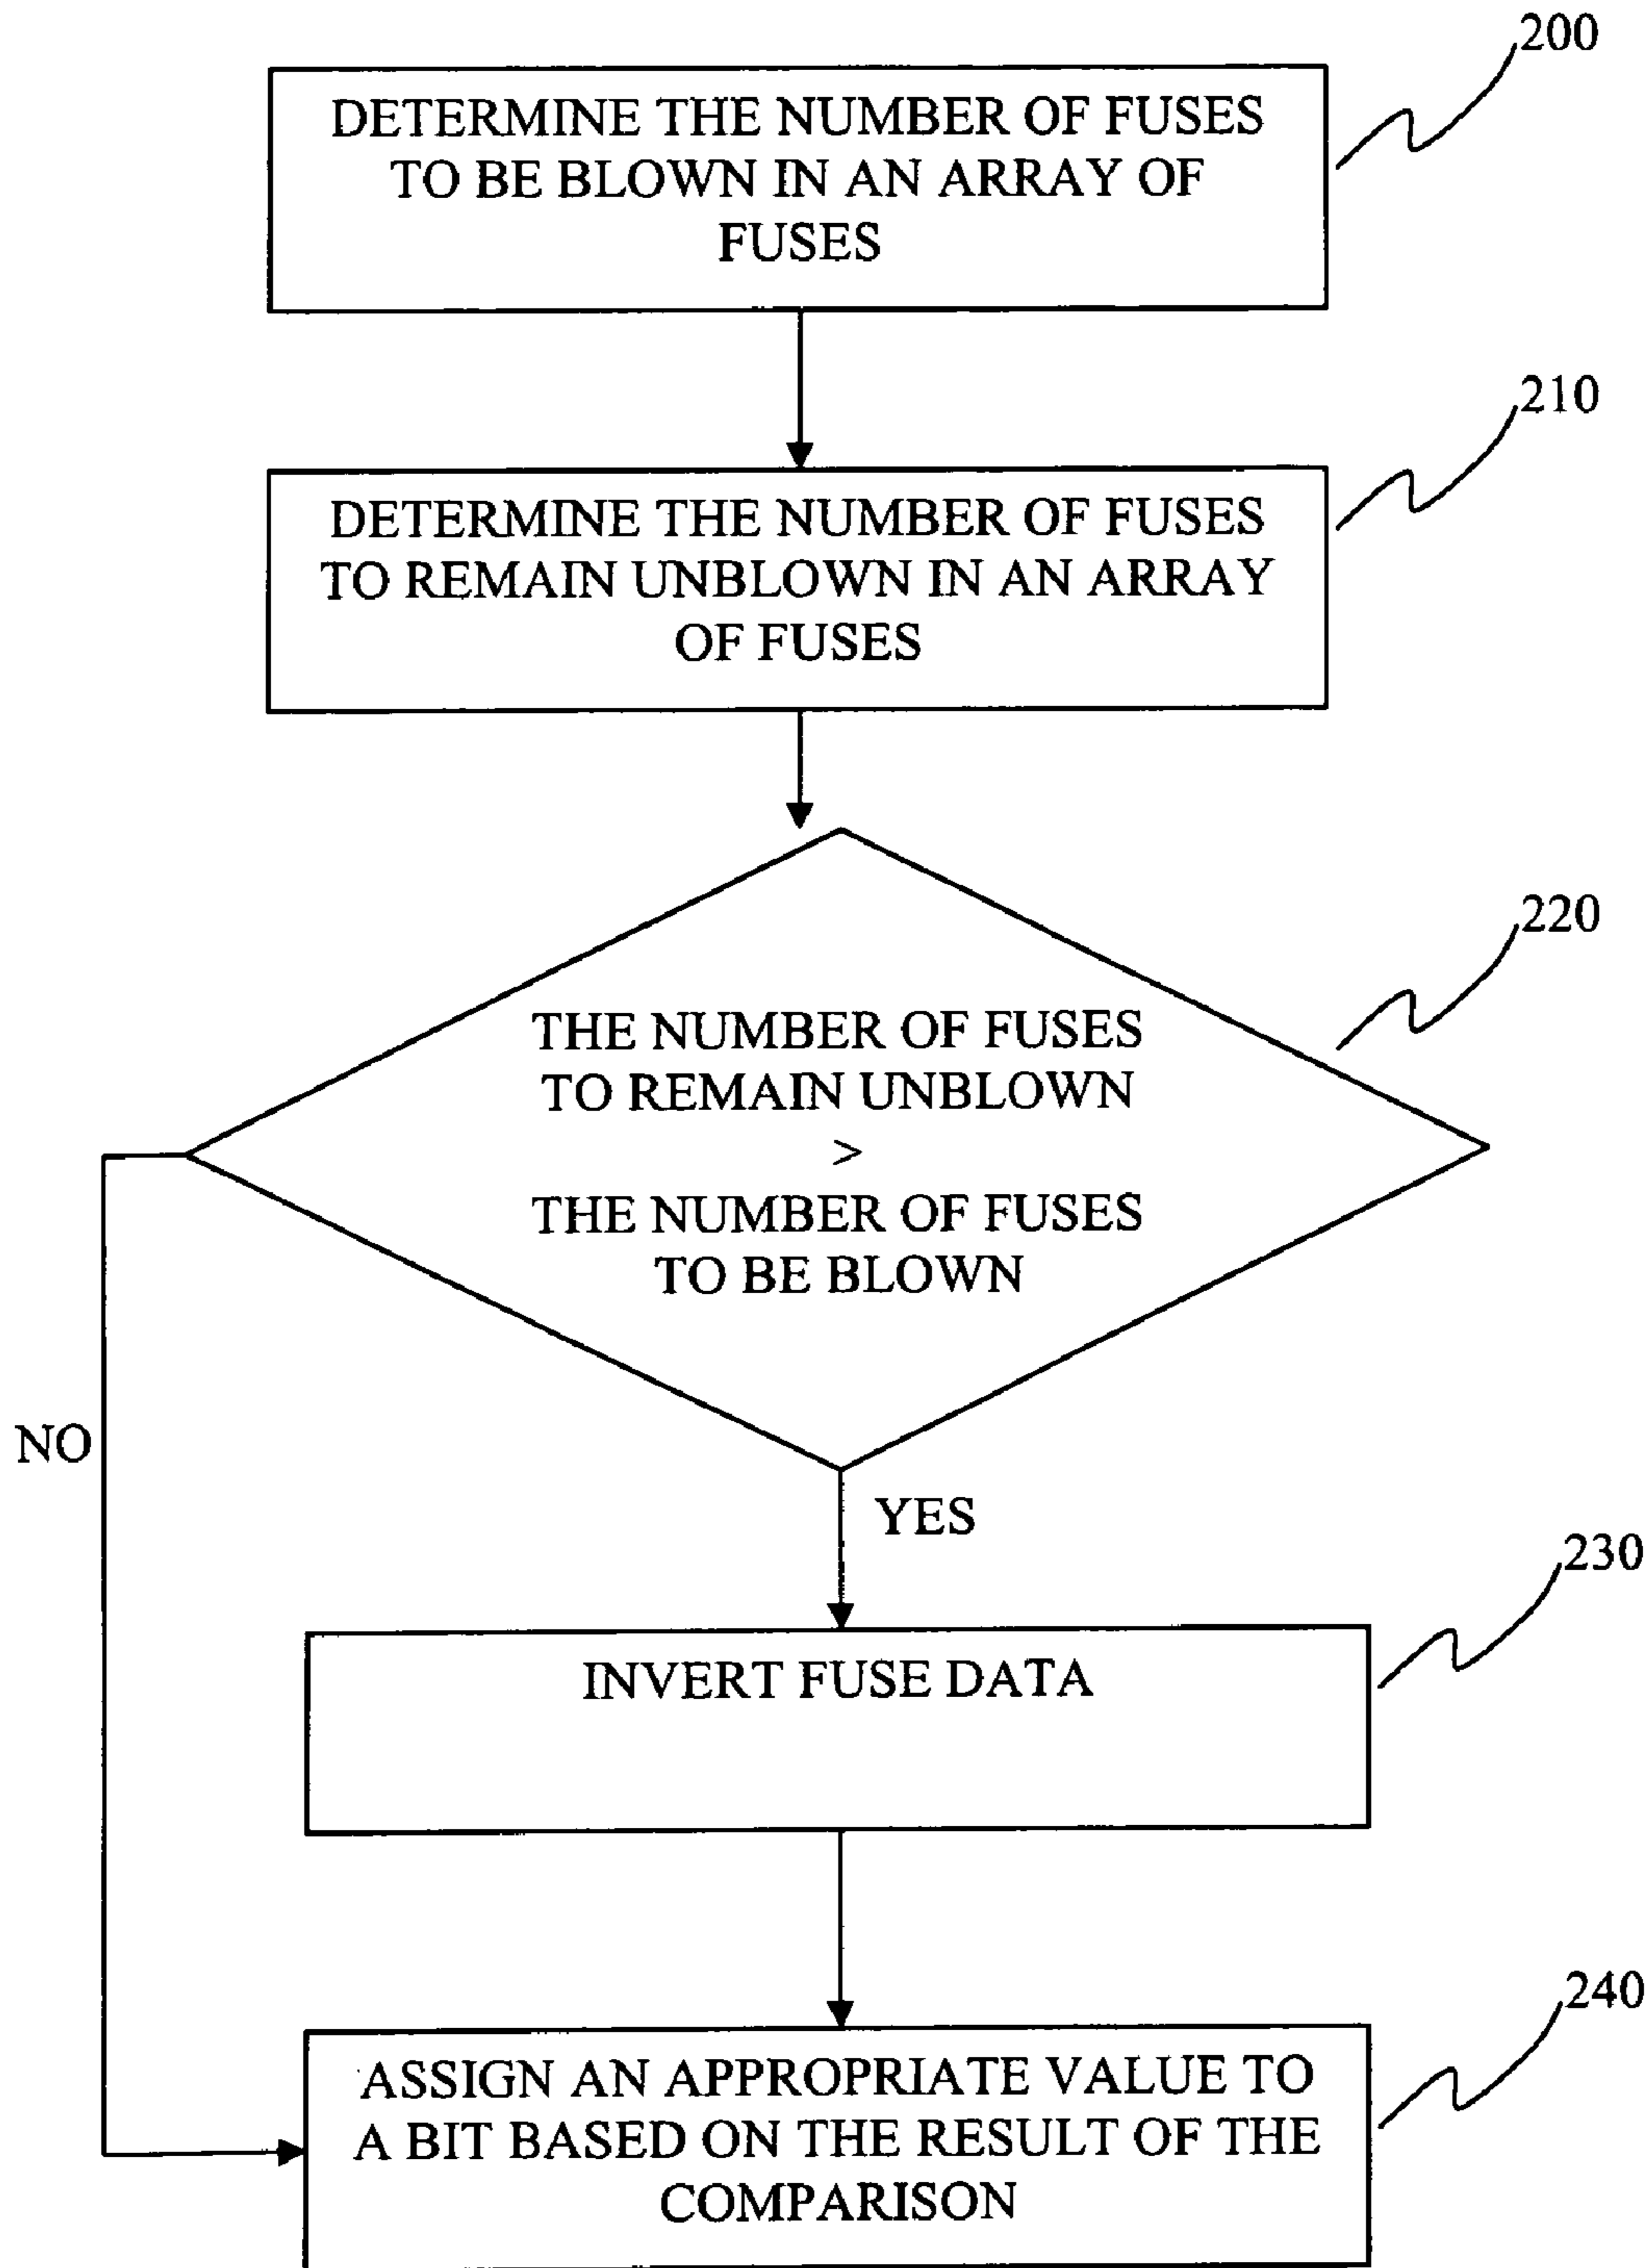 200
DETERMINE THE NUMBER OF FUSES
TO BE BLOWN IN AN ARRAY OF
FUSES
210
DETERMINE THE NUMBER OF FUSES
TO REMAIN UNBLOWN IN AN ARRAY
OF FUSES
220
THE NUMBER OF FUSES
TO REMAIN UNBLOWN
>
THE NUMBER OF FUSES
TO BE BLOWN
NO
YES
230
INVERT FUSE DATA
240
ASSIGN AN APPROPRIATE VALUE TO
A BIT BASED ON THE RESULT OF THE
COMPARISON